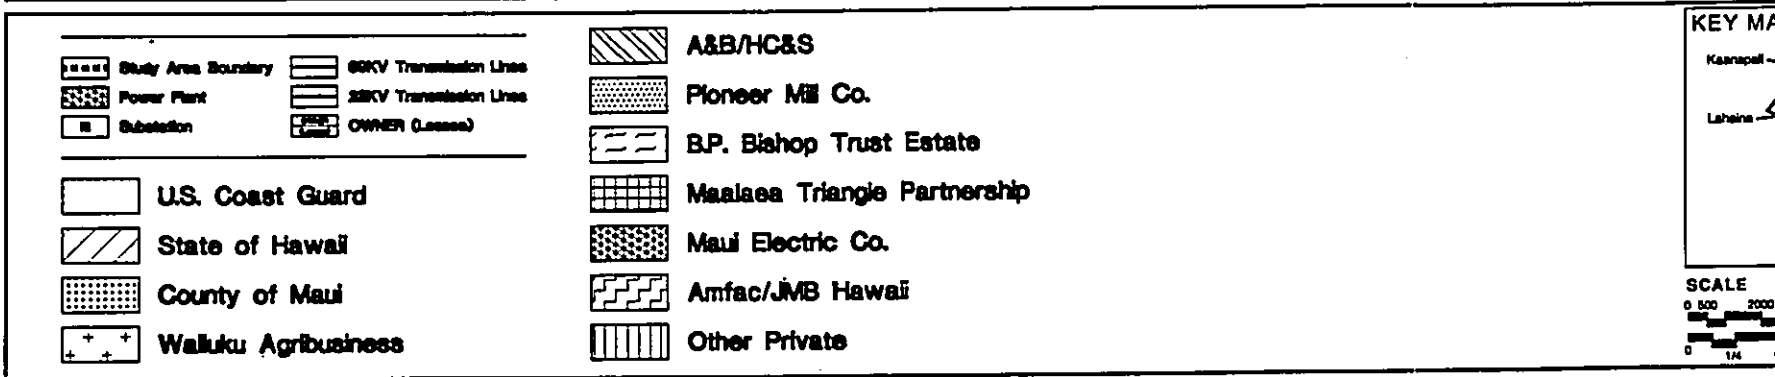 Study Area Boundary
Power Plant
Substation
69KV Transmission Lines
23KV Transmission Lines
OWNER (Lessee)
U.S. Coast Guard
State of Hawaii
County of Maui
Wailuku Agribusiness
A&B/HC&S
Pioneer Mill Co.
B.P. Bishop Trust Estate
Maalaea Triangle Partnership
Maui Electric Co.
Amfac/JMB Hawaii
Other Private
KEY MA
Kaanapali
Lahaina
SCALE
0 500 2000
0 1/4